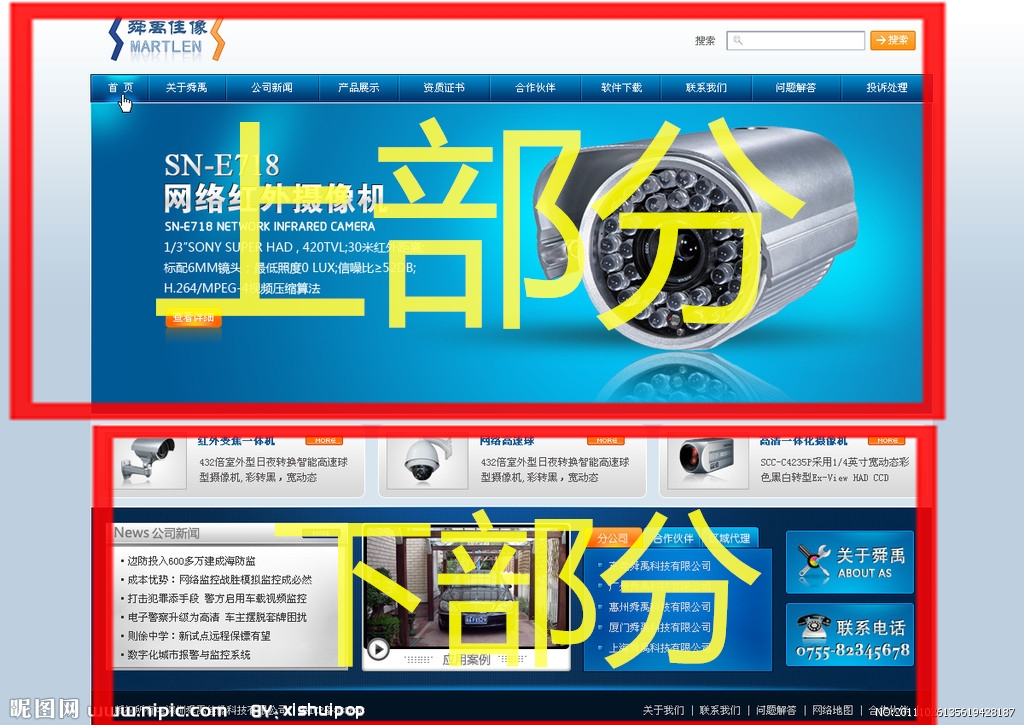 舜禹佳像
MARTLEN
搜索
搜索
首 页 关于舜禹 公司新闻 产品展示 资质证书 合作伙伴 软件下载 联系我们 问题解答 投诉处理
上部分
SN-E718
网络红外摄像机
SN-E718 NETWORK INFRARED CAMERA
1/3"SONY SUPER HAD , 420TVL;30米红外
标配6MM镜头；最低照度0 LUX;信噪比≥52DB;
H.264/MPEG-4视频压缩算法
查看详细
红外变焦一体机 MORE
432倍室外型日夜转换智能高速球
型摄像机,彩转黑，宽动态
网络高速球 MORE
432倍室外型日夜转换智能高速球
型摄像机,彩转黑，宽动态
高清一体化摄像机 MORE
SCC-C4235P采用1/4英寸宽动态彩
色黑白转型Ex-View HAD CCD
下部分
News 公司新闻
边防投入600多万建成海防监
成本优势：网络监控战胜模拟监控成必然
打击犯罪添手段 警方启用车载视频监控
电子警察升级为高清 车主摆脱套牌困扰
则徐中学：新试点远程保镖有望
数字化城市报警与监控系统
应用案例
分公司 合作伙伴 区域代理
舜禹科技有限公司
惠州舜禹科技有限公司
厦门舜禹科技有限公司
上海舜禹科技有限公司
关于舜禹
ABOUT AS
联系电话
0755-82345678
昵图网 www.nipic.com BY：xishuipop
关于我们 | 联系我们 | 问题解答 | 网络地图 |
NO:20111026135619428187